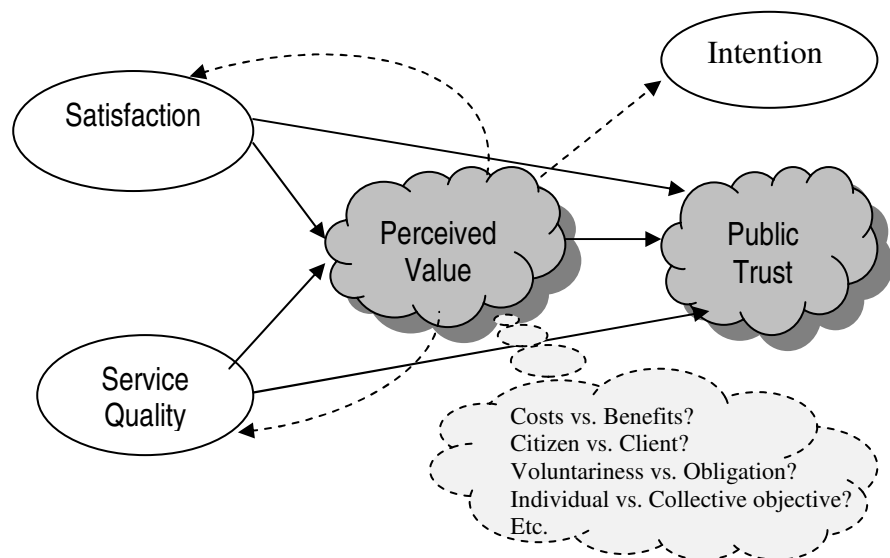 Intention
Satisfaction
Perceived
Value
Public
Trust
Service
Quality
Costs vs. Benefits?
Citizen vs. Client?
Voluntariness vs. Obligation?
Individual vs. Collective objective?
Etc.